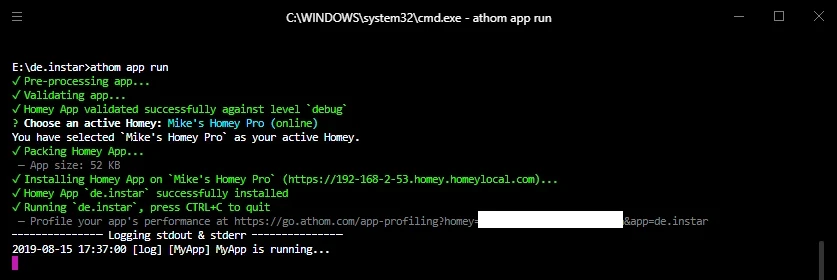 C:\WINDOWS\system32\cmd.exe - athom app run
E:\de.instar>athom app run
√ Pre-processing app...
√ Validating app...
√ Homey App validated successfully against level `debug`
? Choose an active Homey: Mike's Homey Pro (online)
You have selected `Mike's Homey Pro` as your active Homey.
√ Packing Homey App...
— App size: 52 KB
√ Installing Homey App on `Mike's Homey Pro` (https://192-168-2-53.homey.homeylocal.com)...
√ Homey App `de.instar` successfully installed
√ Running `de.instar`, press CTRL+C to quit
— Profile your app's performance at https://go.athom.com/app-profiling?homey= &app=de.instar
--------------- Logging stdout & stderr ---------------
2019-08-15 17:37:00 [log] [MyApp] MyApp is running...